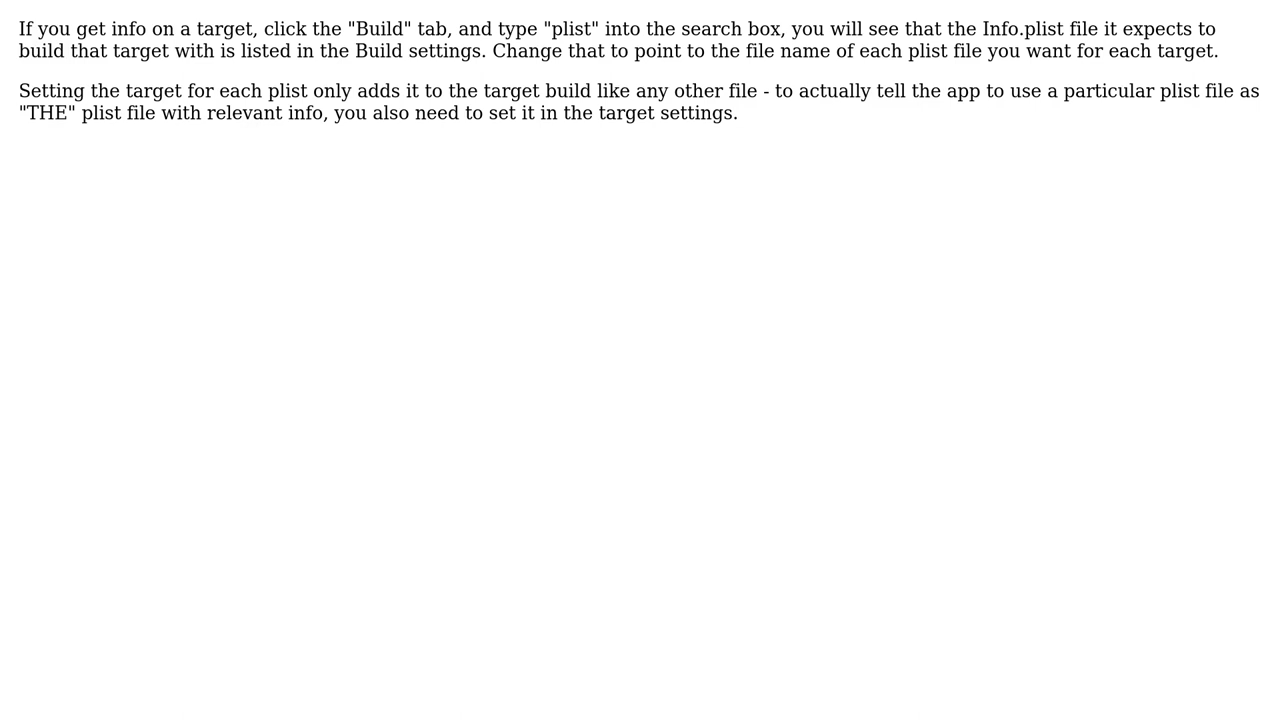 If you get info on a target, click the "Build" tab, and type "plist" into the search box, you will see that the Info.plist file it expects to
build that target with is listed in the Build settings. Change that to point to the file name of each plist file you want for each target.
Setting the target for each plist only adds it to the target build like any other file - to actually tell the app to use a particular plist file as
"THE" plist file with relevant info, you also need to set it in the target settings.